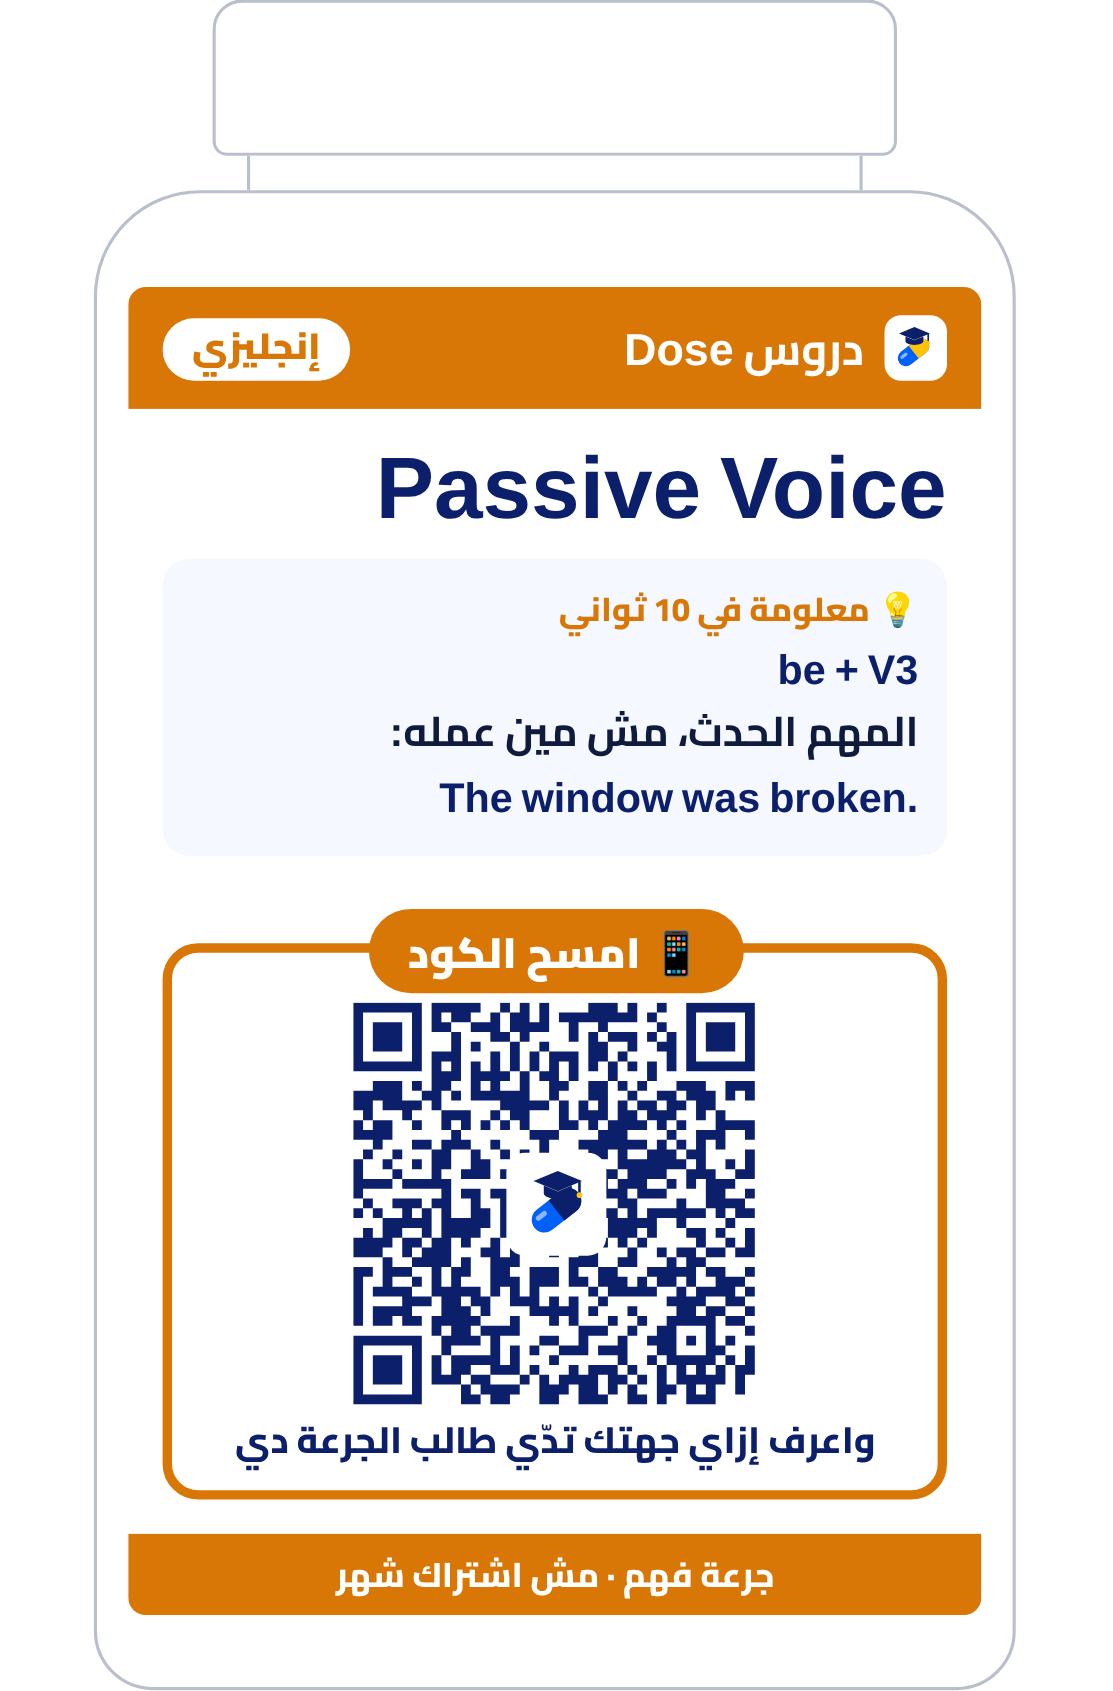 دروس Dose
إنجليزي
Passive Voice
معلومة في 10 ثواني
be + V3
المهم الحدث، مش مين عمله:
The window was broken.
امسح الكود
واعرف إزاي جهتك تدّي طالب الجرعة دي
جرعة فهم · مش اشتراك شهر